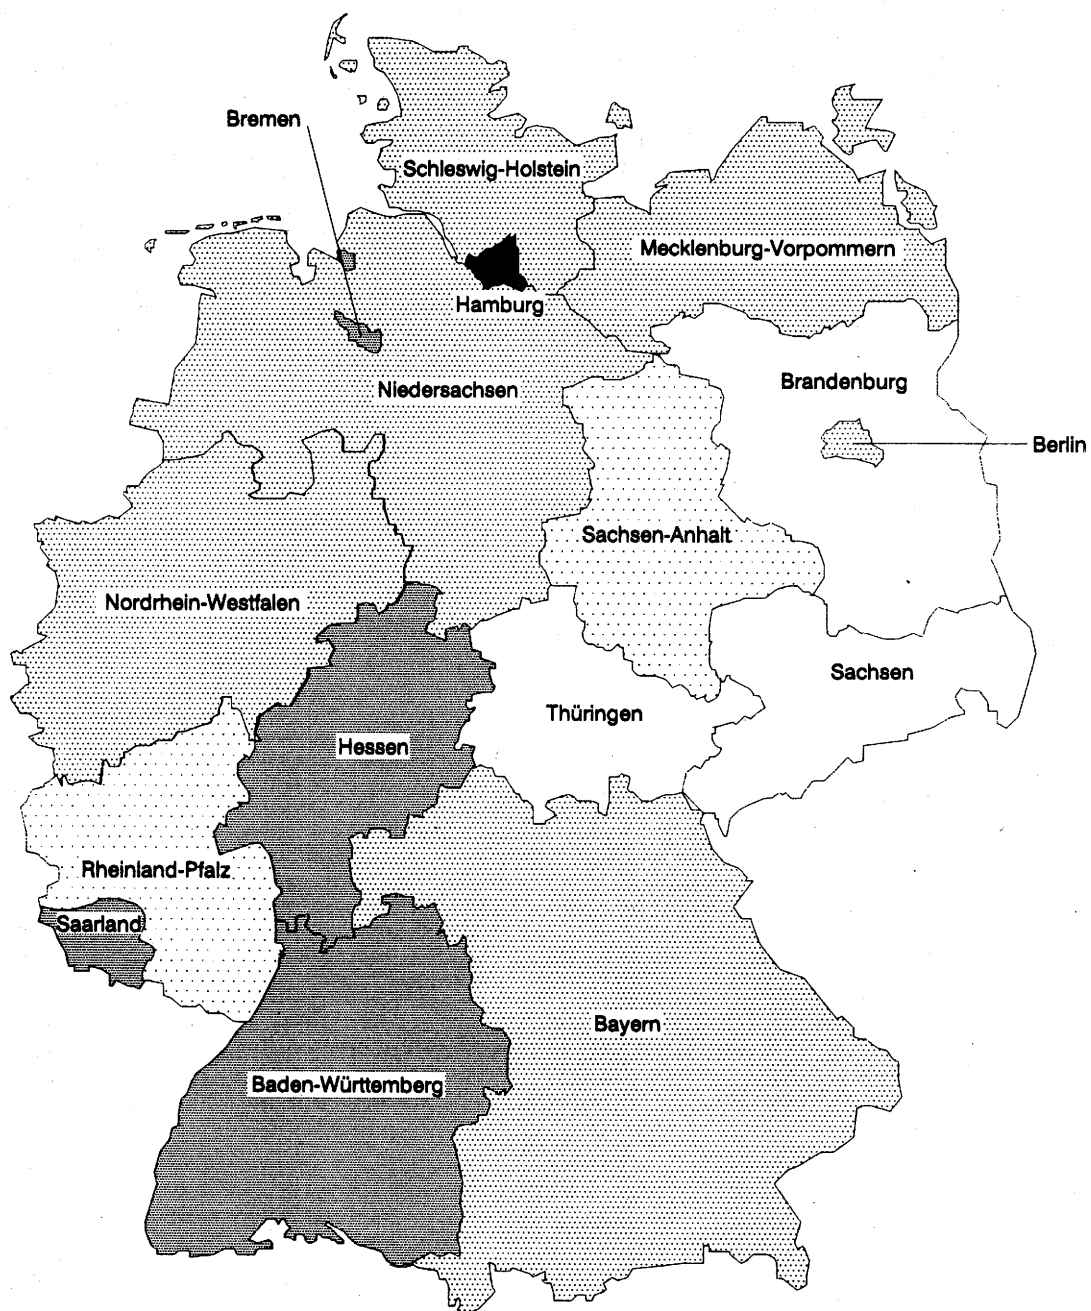 Bremen
Schleswig-Holstein
Mecklenburg-Vorpommern
Hamburg
Niedersachsen
Brandenburg
Berlin
Sachsen-Anhalt
Nordrhein-Westfalen
Sachsen
Thüringen
Hessen
Rheinland-Pfalz
Saarland
Bayern
Baden-Württemberg